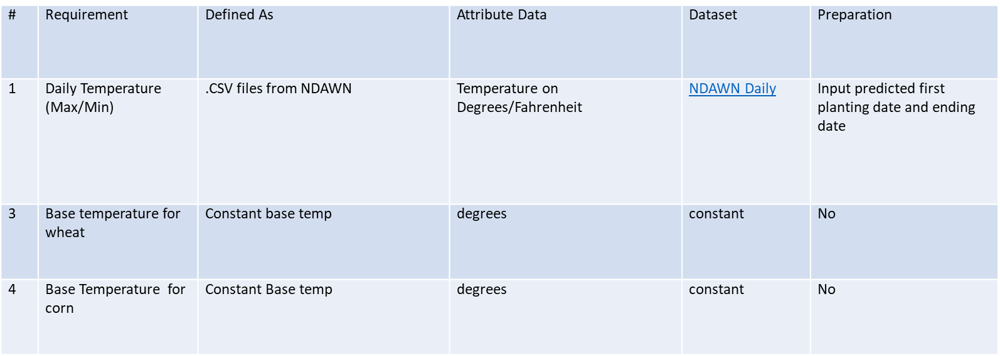 # Requirement Defined As Attribute Data Dataset Preparation
1 Daily Temperature .CSV files from NDAWN Temperature on NDAWN Daily Input predicted first
(Max/Min) Degrees/Fahrenheit planting date and ending
date
3 Base temperature for Constant base temp degrees constant No
wheat
4 Base Temperature  for Constant Base temp degrees constant No
corn